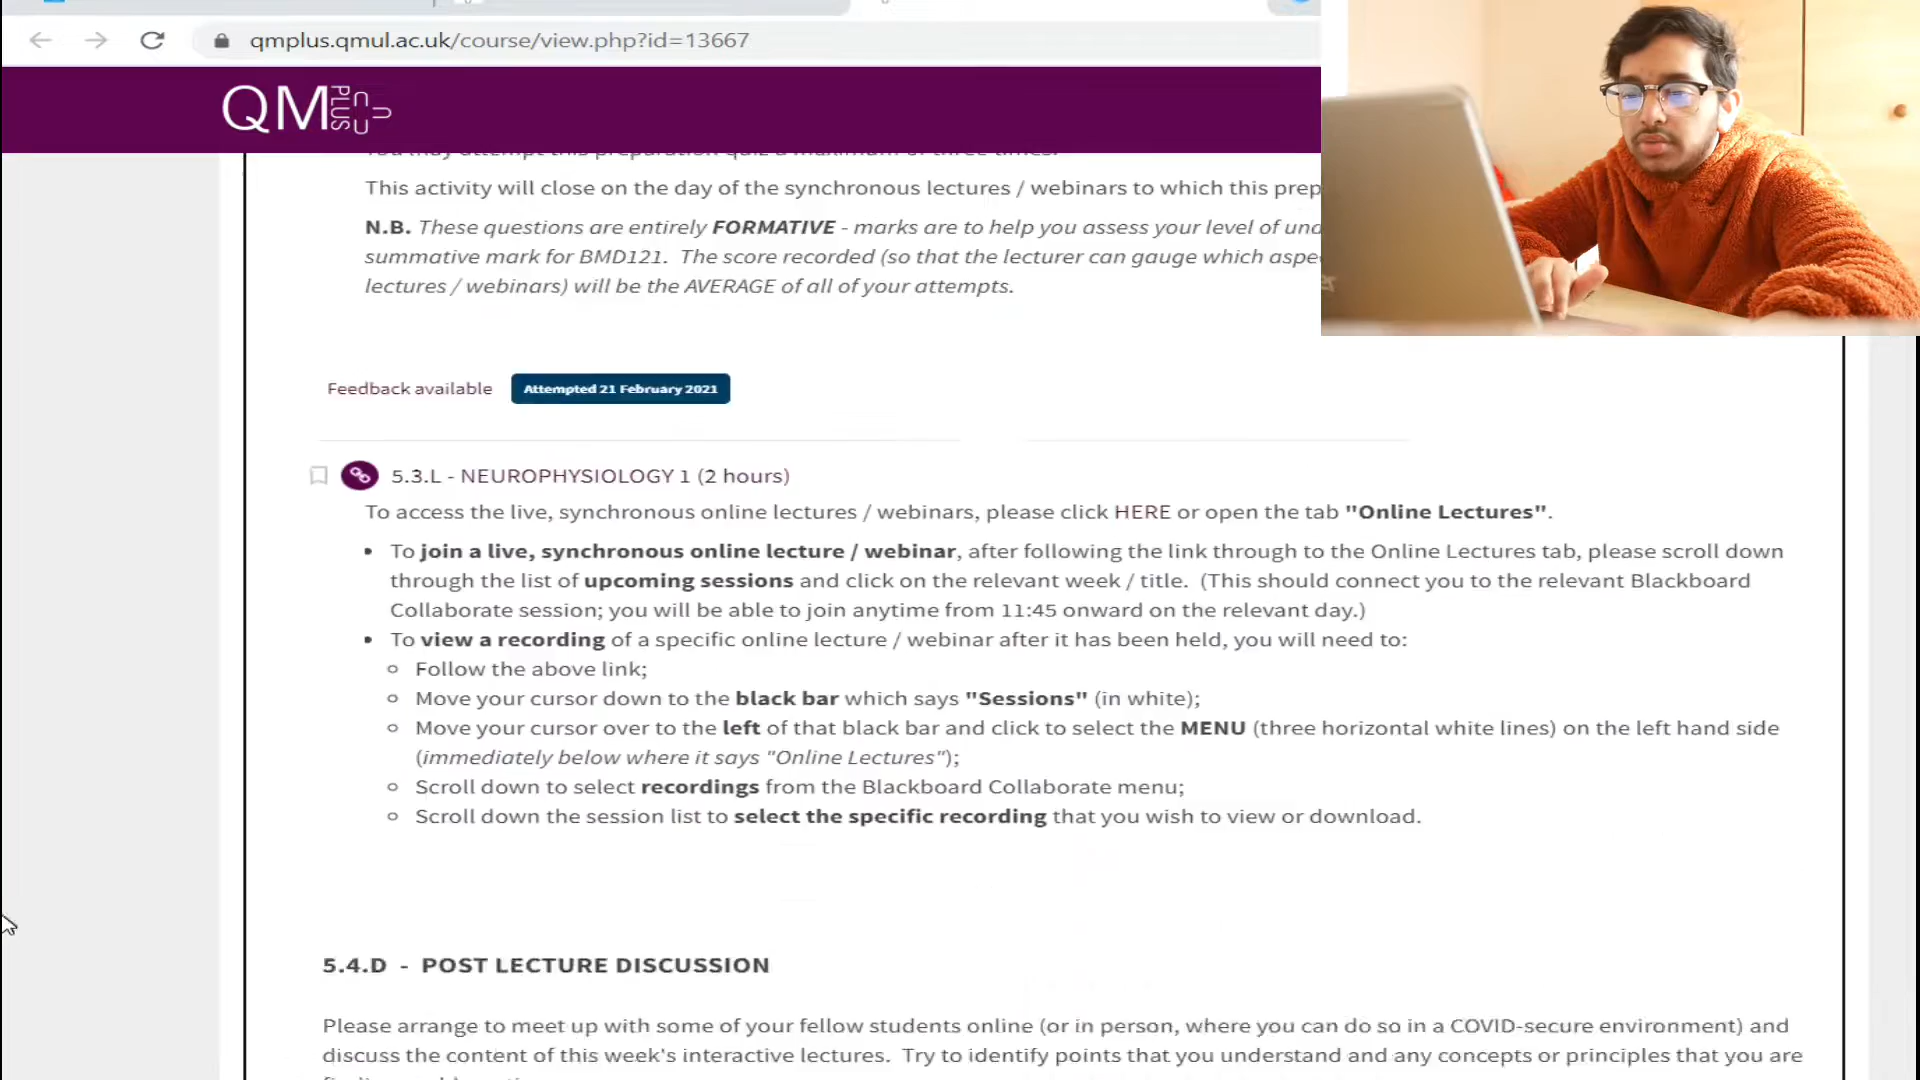 qmplus.qmul.ac.uk/course/view.php?id=13667
QM PLUS
You may attempt this preparation quiz a maximum of three times.
This activity will close on the day of the synchronous lectures / webinars to which this prep
N.B. These questions are entirely FORMATIVE - marks are to help you assess your level of und
summative mark for BMD121. The score recorded (so that the lecturer can gauge which aspe
lectures / webinars) will be the AVERAGE of all of your attempts.
Feedback available Attempted 21 February 2021
5.3.L - NEUROPHYSIOLOGY 1 (2 hours)
To access the live, synchronous online lectures / webinars, please click HERE or open the tab "Online Lectures".
• To join a live, synchronous online lecture / webinar, after following the link through to the Online Lectures tab, please scroll down
through the list of upcoming sessions and click on the relevant week / title. (This should connect you to the relevant Blackboard
Collaborate session; you will be able to join anytime from 11:45 onward on the relevant day.)
• To view a recording of a specific online lecture / webinar after it has been held, you will need to:
o Follow the above link;
o Move your cursor down to the black bar which says "Sessions" (in white);
o Move your cursor over to the left of that black bar and click to select the MENU (three horizontal white lines) on the left hand side
(immediately below where it says "Online Lectures");
o Scroll down to select recordings from the Blackboard Collaborate menu;
o Scroll down the session list to select the specific recording that you wish to view or download.
5.4.D - POST LECTURE DISCUSSION
Please arrange to meet up with some of your fellow students online (or in person, where you can do so in a COVID-secure environment) and
discuss the content of this week's interactive lectures. Try to identify points that you understand and any concepts or principles that you are